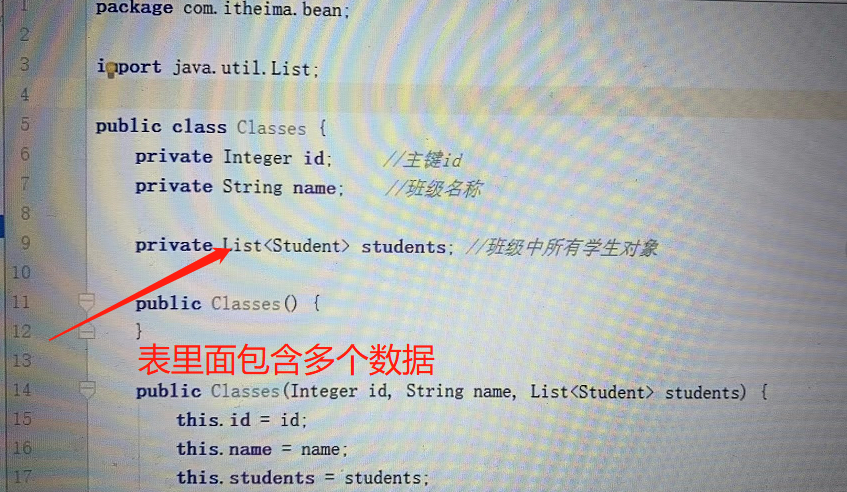 1 package com.itheima.bean;
2
3 import java.util.List;
4
5 public class Classes {
6 private Integer id; //主键id
7 private String name; //班级名称
8
9 private List<Student> students; //班级中所有学生对象
10
11 public Classes() {
12 }
表里面包含多个数据
13
14 public Classes(Integer id, String name, List<Student> students) {
15 this.id = id;
16 this.name = name;
17 this.students = students;